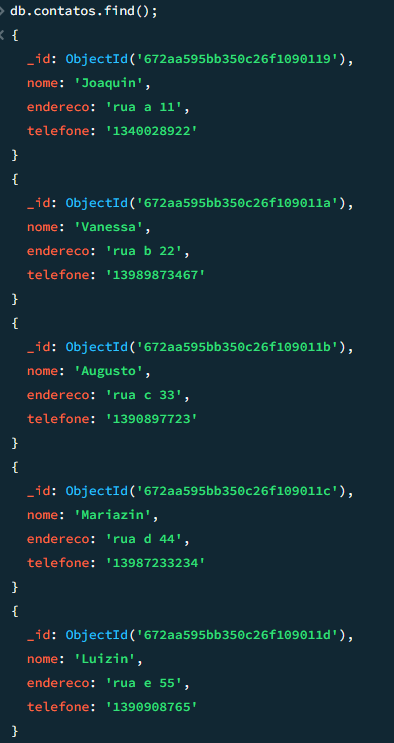 db.contatos.find();
{
_id: ObjectId('672aa595bb350c26f1090119'),
nome: 'Joaquin',
endereco: 'rua a 11',
telefone: '1340028922'
}
{
_id: ObjectId('672aa595bb350c26f109011a'),
nome: 'Vanessa',
endereco: 'rua b 22',
telefone: '13989873467'
}
{
_id: ObjectId('672aa595bb350c26f109011b'),
nome: 'Augusto',
endereco: 'rua c 33',
telefone: '1390897723'
}
{
_id: ObjectId('672aa595bb350c26f109011c'),
nome: 'Mariazin',
endereco: 'rua d 44',
telefone: '13987233234'
}
{
_id: ObjectId('672aa595bb350c26f109011d'),
nome: 'Luizin',
endereco: 'rua e 55',
telefone: '1390908765'
}